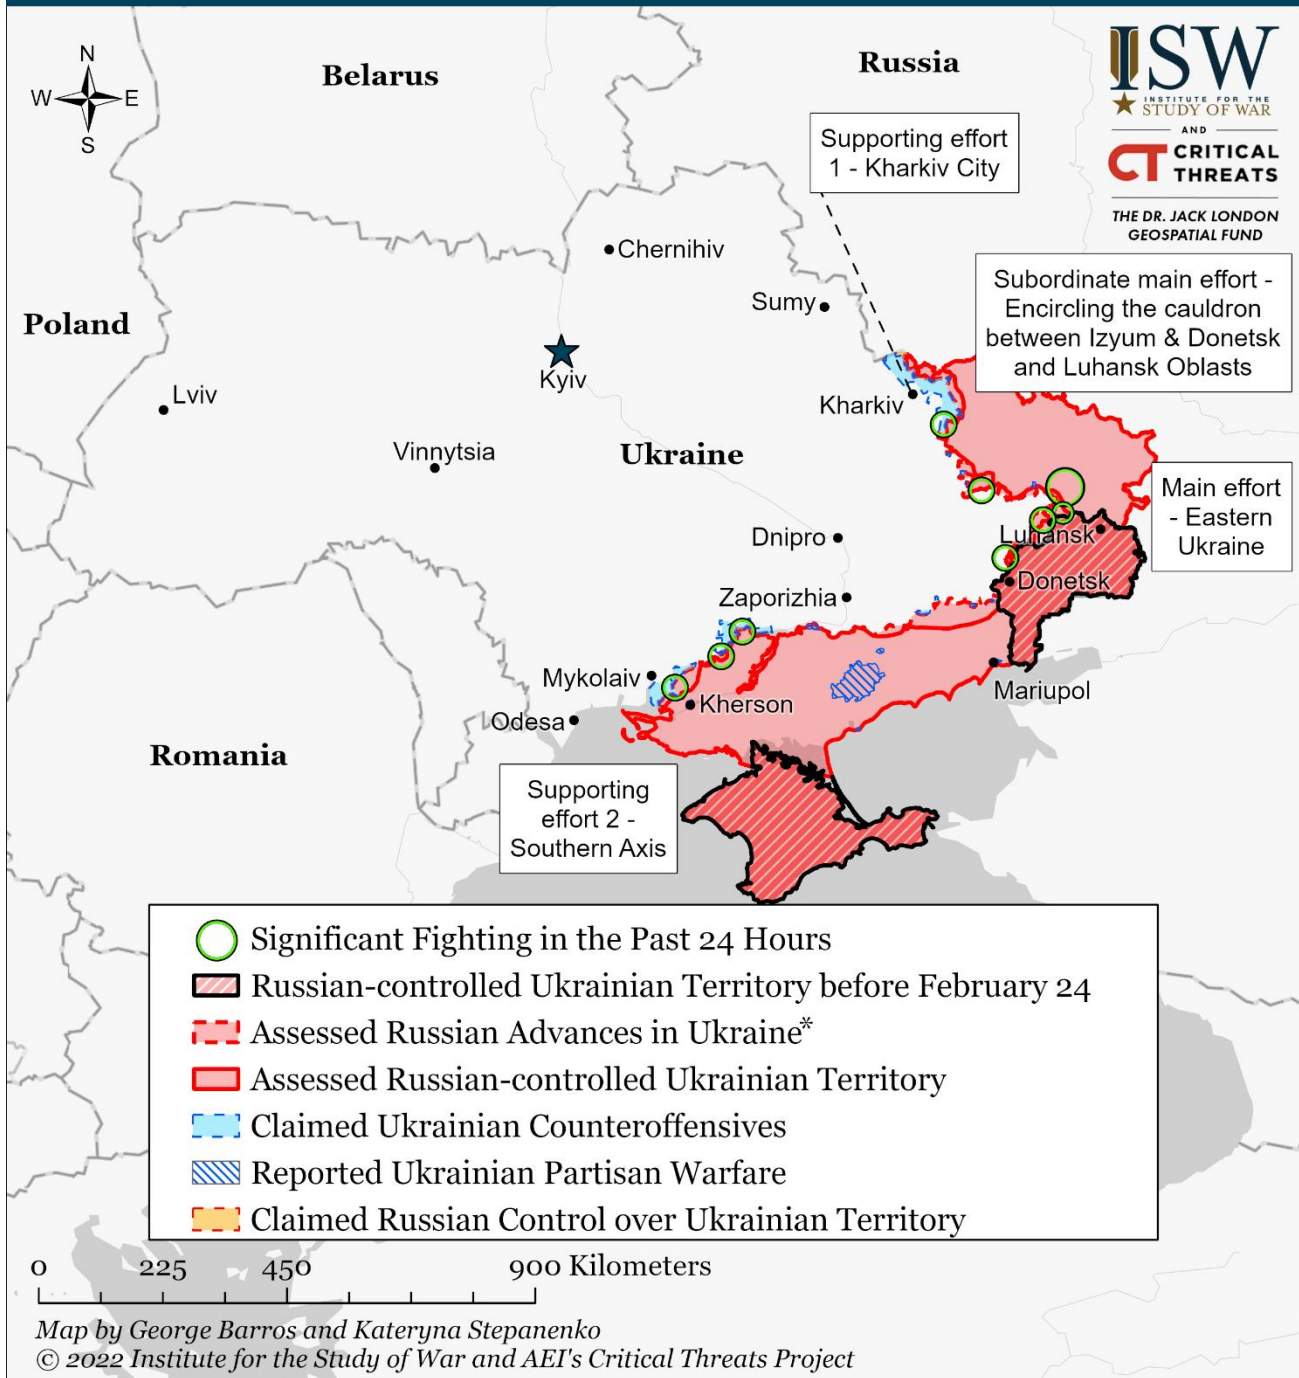 N
W
E
S
Belarus
Russia
ISW
INSTITUTE FOR THE
STUDY OF WAR
AND
CT CRITICAL
THREATS
THE DR. JACK LONDON
GEOSPATIAL FUND
Supporting effort
1 - Kharkiv City
Chernihiv
Subordinate main effort -
Encircling the cauldron
between Izyum & Donetsk
and Luhansk Oblasts
Sumy
Poland
Kyiv
Lviv
Kharkiv
Vinnytsia
Ukraine
Main effort
- Eastern
Ukraine
Dnipro
Luhansk
Donetsk
Zaporizhia
Mykolaiv
Mariupol
Kherson
Odesa
Romania
Supporting
effort 2 -
Southern Axis
Significant Fighting in the Past 24 Hours
Russian-controlled Ukrainian Territory before February 24
Assessed Russian Advances in Ukraine*
Assessed Russian-controlled Ukrainian Territory
Claimed Ukrainian Counteroffensives
Reported Ukrainian Partisan Warfare
Claimed Russian Control over Ukrainian Territory
0 225 450 900 Kilometers
Map by George Barros and Kateryna Stepanenko
© 2022 Institute for the Study of War and AEI's Critical Threats Project